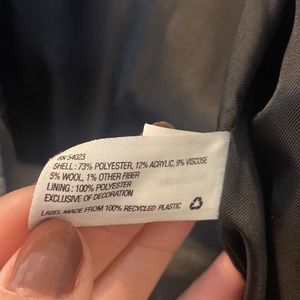 RN 54023
SHELL : 73% POLYESTER, 12% ACRYLIC, 9% VISCOSE
5% WOOL, 1% OTHER FIBER
LINING : 100% POLYESTER
EXCLUSIVE OF DECORATION
LABEL MADE FROM 100% RECYCLED PLASTIC